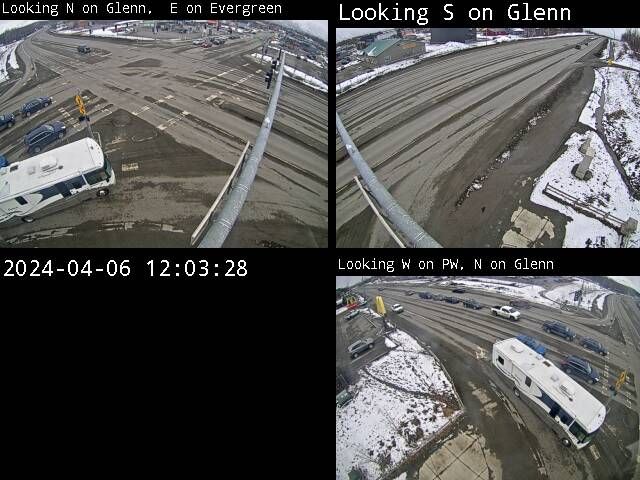 Looking N on Glenn,  E on Evergreen
Looking S on Glenn
2024-04-06 12:03:28
Looking W on PW, N on Glenn